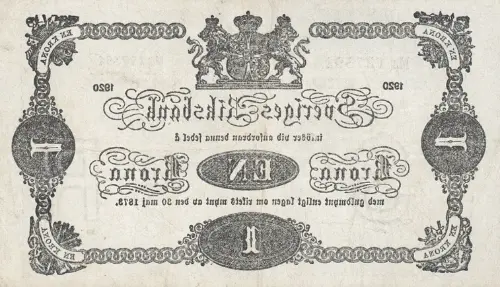 EN KRONA
EN KRONA
1920 1920
Sveriges Riksbank
inlöser vid anfordran denna sedel å
1 Krona EN Krona 1
med guldmynt enligt lagen om rikets mynt av den 30 maj 1873.
1
EN KRONA
EN KRONA